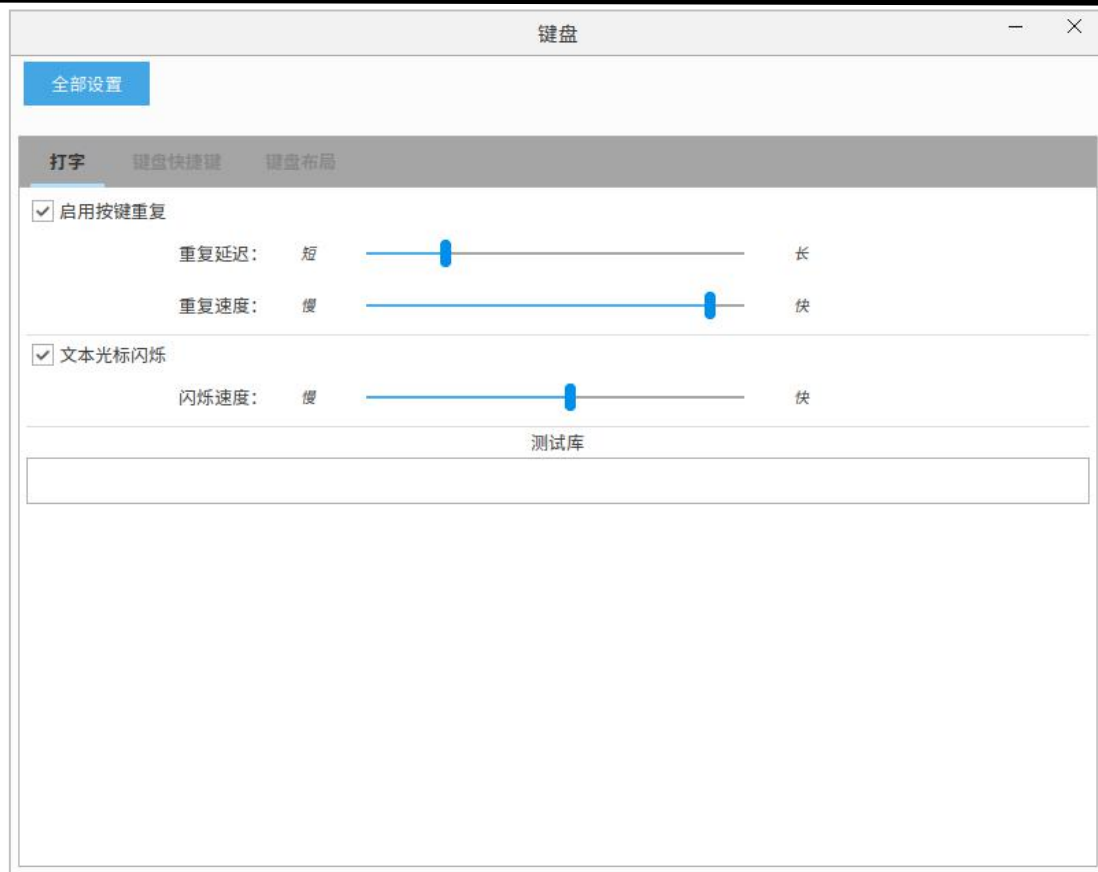 键盘
全部设置
打字 键盘快捷键 键盘布局
启用按键重复
重复延迟： 短 长
重复速度： 慢 快
文本光标闪烁
闪烁速度： 慢 快
测试库